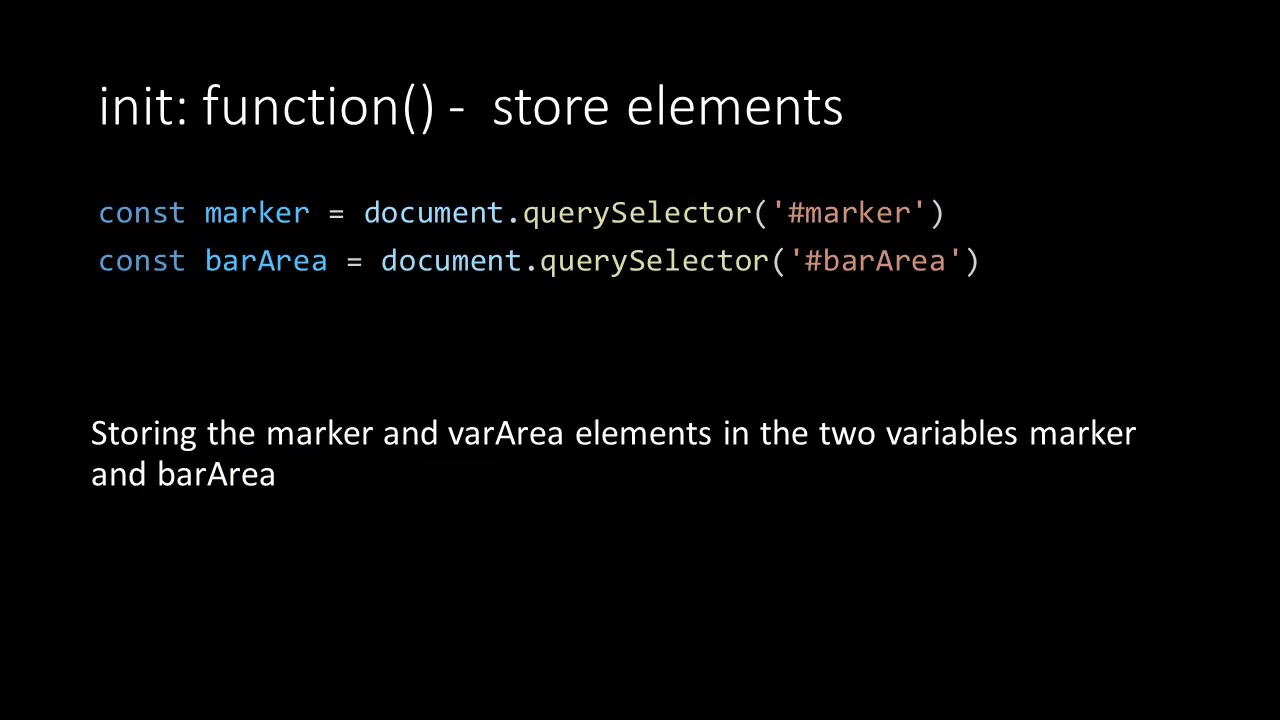 init: function() - store elements
const marker = document.querySelector('#marker')
const barArea = document.querySelector('#barArea')
Storing the marker and varArea elements in the two variables marker
and barArea